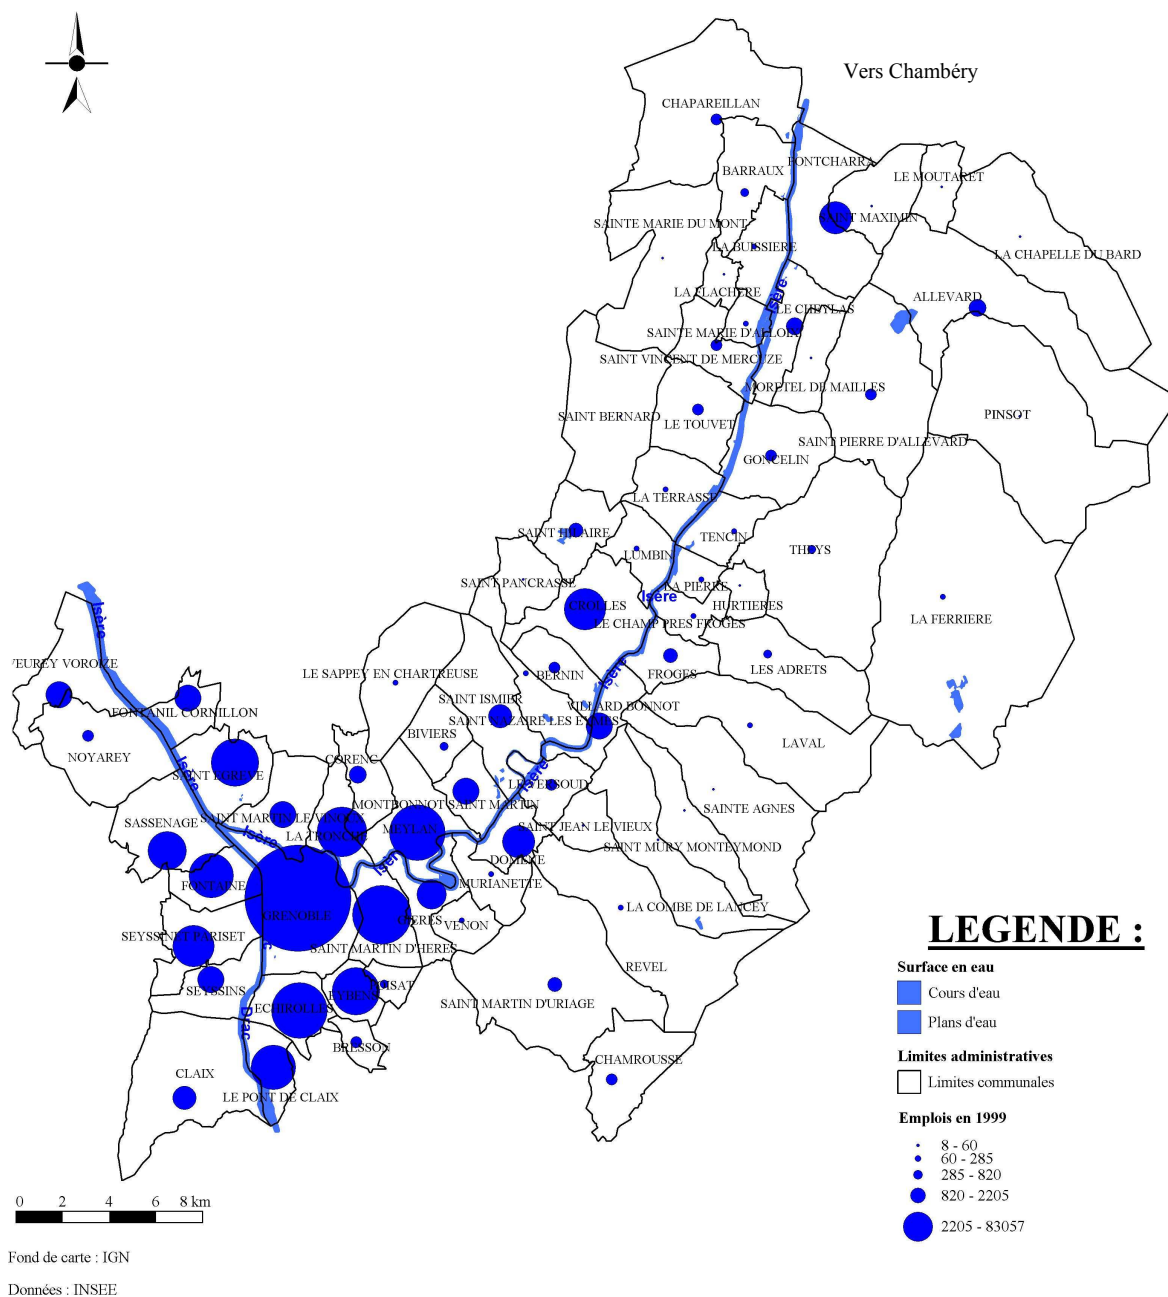 Vers Chambéry
CHAPAREILLAN
PONTCHARRA
BARRAUX
LE MOUTARET
SAINTE MARIE DU MONT
SAINT MAXIMIN
LA BUISSIERE
LA CHAPELLE DU BARD
LA FLACHERE
Isère
ALLEVARD
LE CHEYLAS
SAINTE MARIE D'ALLOIX
SAINT VINCENT DE MERCUZE
MORETEL DE MAILLES
SAINT BERNARD
LE TOUVET
PINSOT
SAINT PIERRE D'ALLEVARD
GONCELIN
LA TERRASSE
SAINT HILAIRE
TENCIN
LUMBIN
THEYS
SAINT PANCRASSE
LA PIERRE
Isère
CROLLES
HURTIERES
LE CHAMP PRES FROGES
LA FERRIERE
Isère
VEUREY VOROIZE
LE SAPPEY EN CHARTREUSE
BERNIN
FROGES
LES ADRETS
Isère
SAINT ISMIER
VILLARD BONNOT
FONTANIL CORNILLON
SAINT NAZAIRE LES EYMES
BIVIERS
LAVAL
NOYAREY
CORENC
Isère
SAINT EGREVE
LE VERSOUD
Isère
MONTBONNOT SAINT MARTIN
SAINTE AGNES
SASSENAGE
SAINT MARTIN LE VINOUX
MEYLAN
SAINT JEAN LE VIEUX
LA TRONCHE
Isère
SAINT MURY MONTEYMOND
DOMENE
Isère
FONTAINE
MURIANETTE
GRENOBLE
GIERES
VENON
LA COMBE DE LANCEY
SEYSSINET PARISET
SAINT MARTIN D'HERES
REVEL
SEYSSINS
POISAT
EYBENS
SAINT MARTIN D'URIAGE
ECHIROLLES
Drac
BRESSON
CHAMROUSSE
CLAIX
LE PONT DE CLAIX
LEGENDE :
Surface en eau
Cours d'eau
Plans d'eau
Limites administratives
Limites communales
Emplois en 1999
8 - 60
60 - 285
285 - 820
820 - 2205
2205 - 83057
0 2 4 6 8 km
Fond de carte : IGN
Données : INSEE